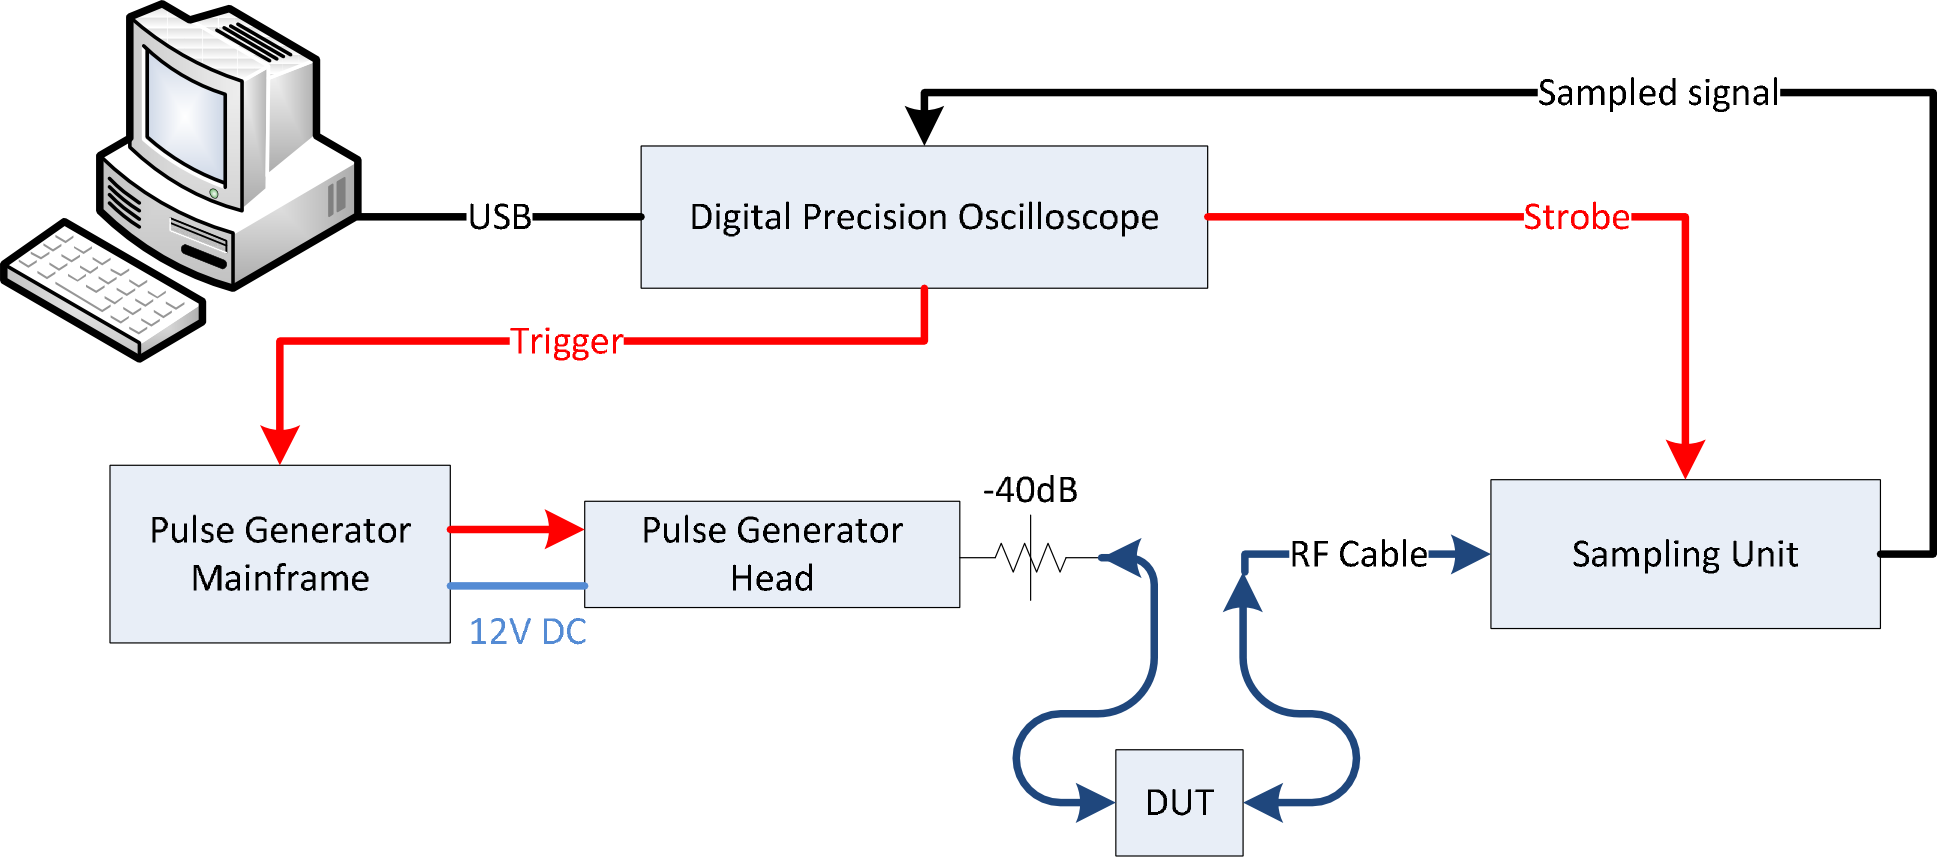 Sampled signal
USB
Digital Precision Oscilloscope
Strobe
Trigger
-40dB
Pulse Generator
Mainframe
Pulse Generator
Head
RF Cable
Sampling Unit
12V DC
DUT